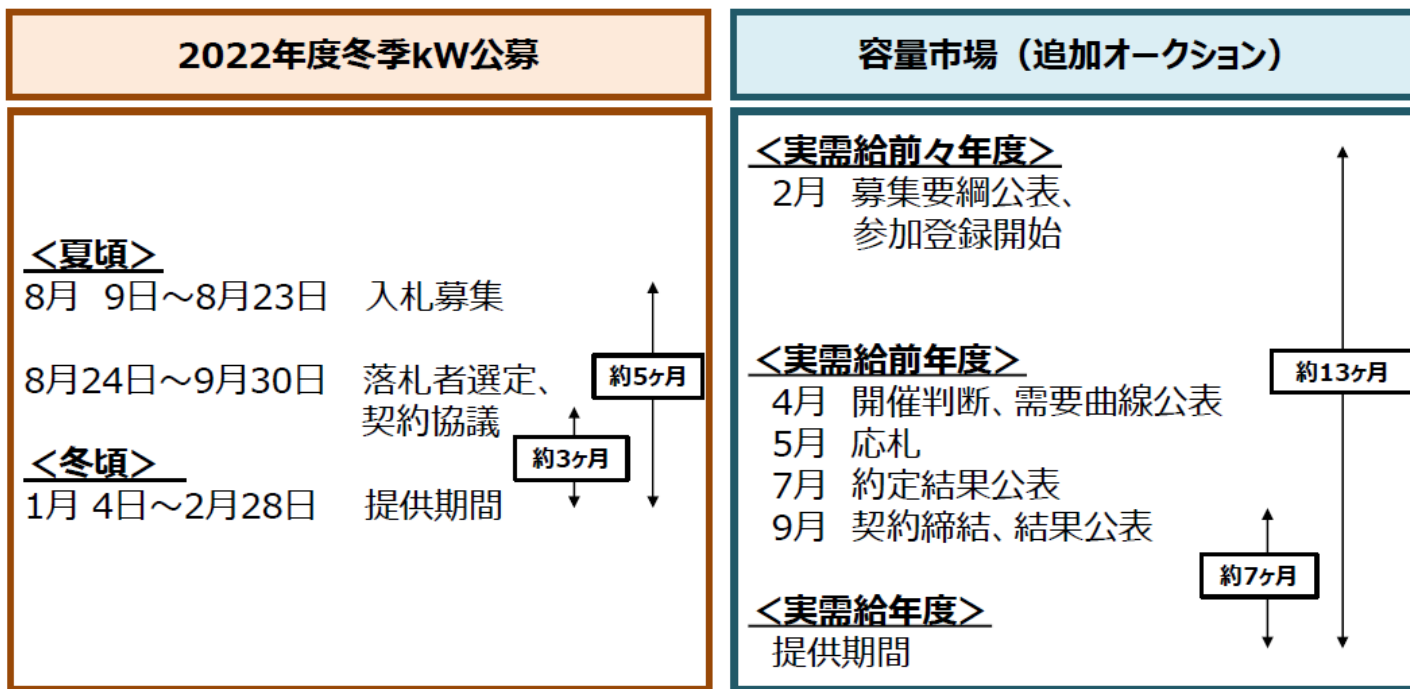 2022年度冬季kW公募
<夏頃>
8月 9日～8月23日 入札募集
8月24日～9月30日 落札者選定、
契約協議
<冬頃>
1月 4日～2月28日 提供期間
約5ヶ月
約3ヶ月
容量市場（追加オークション）
<実需給前々年度>
2月 募集要綱公表、
参加登録開始
<実需給前年度>
4月 開催判断、需要曲線公表
5月 応札
7月 約定結果公表
9月 契約締結、結果公表
<実需給年度>
提供期間
約13ヶ月
約7ヶ月